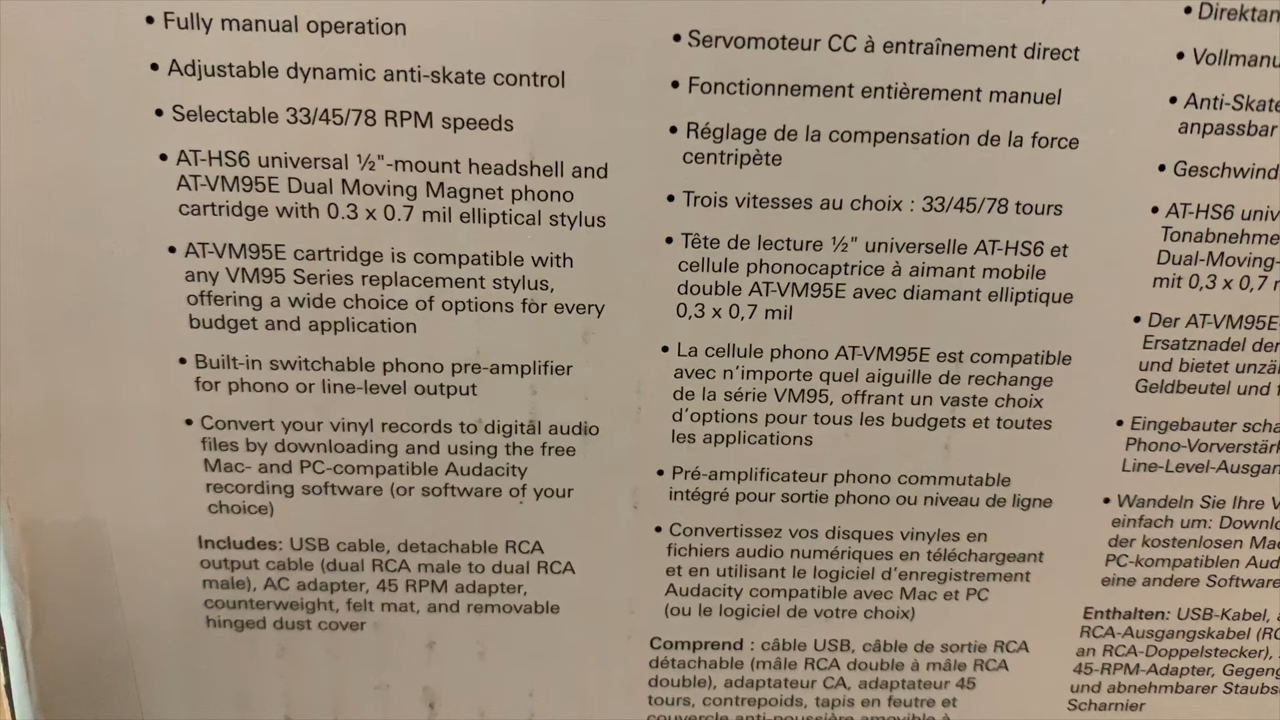 • Fully manual operation
• Adjustable dynamic anti-skate control
• Selectable 33/45/78 RPM speeds
• AT-HS6 universal ½"-mount headshell and
AT-VM95E Dual Moving Magnet phono
cartridge with 0.3 x 0.7 mil elliptical stylus
• AT-VM95E cartridge is compatible with
any VM95 Series replacement stylus,
offering a wide choice of options for every
budget and application
• Built-in switchable phono pre-amplifier
for phono or line-level output
• Convert your vinyl records to digital audio
files by downloading and using the free
Mac- and PC-compatible Audacity
recording software (or software of your
choice)
Includes: USB cable, detachable RCA
output cable (dual RCA male to dual RCA
male), AC adapter, 45 RPM adapter,
counterweight, felt mat, and removable
hinged dust cover
• Servomoteur CC à entraînement direct
• Fonctionnement entièrement manuel
• Réglage de la compensation de la force
centripète
• Trois vitesses au choix : 33/45/78 tours
• Tête de lecture ½" universelle AT-HS6 et
cellule phonocaptrice à aimant mobile
double AT-VM95E avec diamant elliptique
0,3 x 0,7 mil
• La cellule phono AT-VM95E est compatible
avec n'importe quel aiguille de rechange
de la série VM95, offrant un vaste choix
d'options pour tous les budgets et toutes
les applications
• Pré-amplificateur phono commutable
intégré pour sortie phono ou niveau de ligne
• Convertissez vos disques vinyles en
fichiers audio numériques en téléchargeant
et en utilisant le logiciel d'enregistrement
Audacity compatible avec Mac et PC
(ou le logiciel de votre choix)
Comprend : câble USB, câble de sortie RCA
détachable (mâle RCA double à mâle RCA
double), adaptateur CA, adaptateur 45
tours, contrepoids, tapis en feutre et
couvercle anti-poussière amovible à
• Direktan
• Vollmanu
• Anti-Skate
anpassbar
• Geschwind
• AT-HS6 univ
Tonabnehme
Dual-Moving-
mit 0,3 x 0,7
• Der AT-VM95E
Ersatznadel der
und bietet unzä
Geldbeutel und
• Eingebauter scha
Phono-Vorverstärk
Line-Level-Ausgan
• Wandeln Sie Ihre V
einfach um: Downlo
der kostenlosen Mac
PC-kompatiblen Aud
eine andere Software
Enthalten: USB-Kabel,
RCA-Ausgangskabel (RC
an RCA-Doppelstecker),
45-RPM-Adapter, Gegeng
und abnehmbarer Staubs
Scharnier